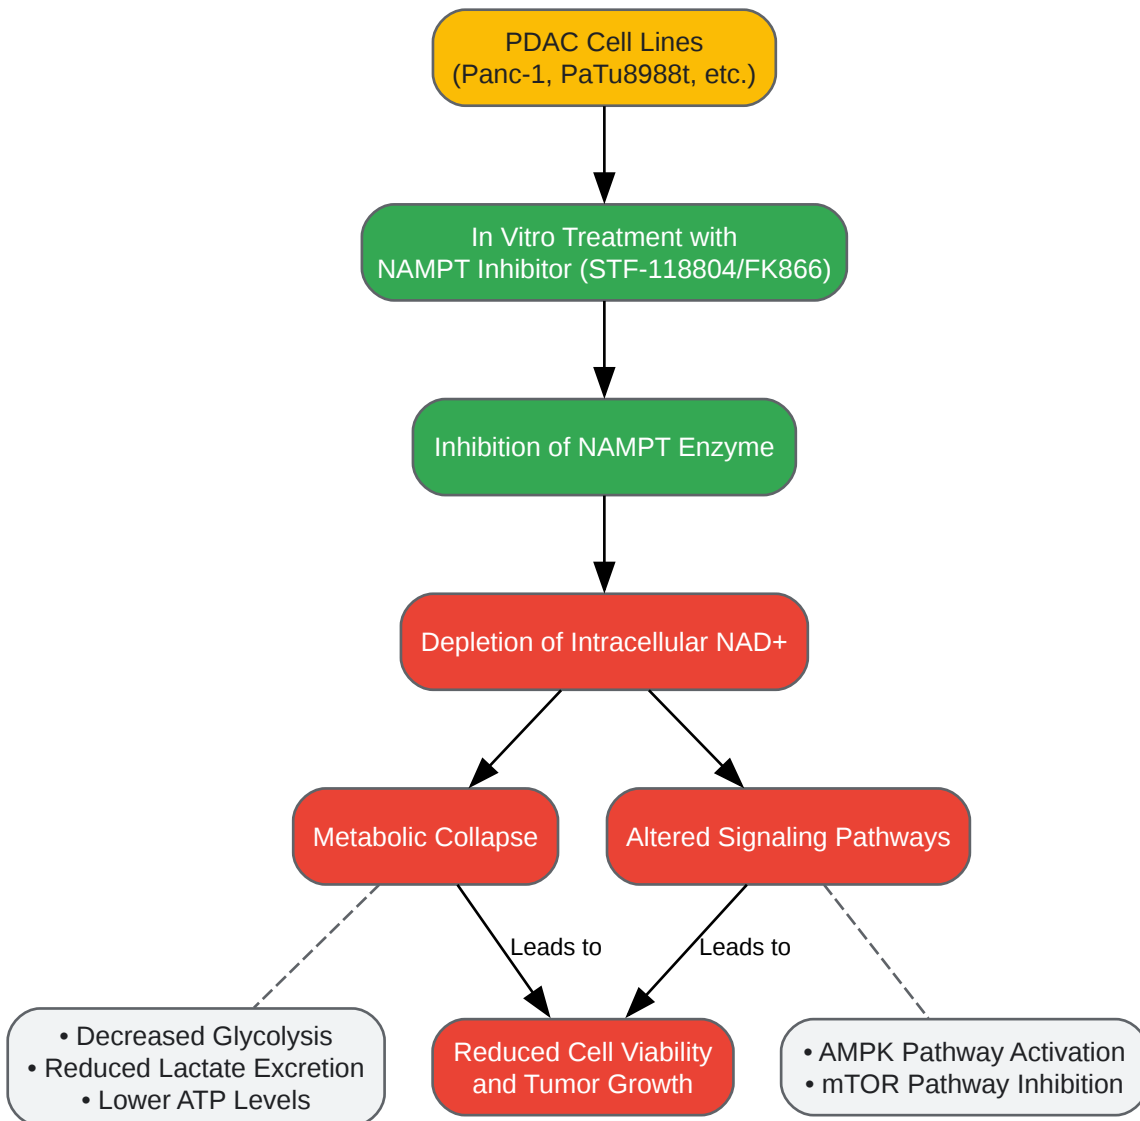 PDAC Cell Lines
(Panc-1, PaTu8988t, etc.)
In Vitro Treatment with
NAMPT Inhibitor (STF-118804/FK866)
Inhibition of NAMPT Enzyme
Depletion of Intracellular NAD+
Metabolic Collapse
Altered Signaling Pathways
Leads to
Leads to
• Decreased Glycolysis
• Reduced Lactate Excretion
• Lower ATP Levels
Reduced Cell Viability
and Tumor Growth
• AMPK Pathway Activation
• mTOR Pathway Inhibition